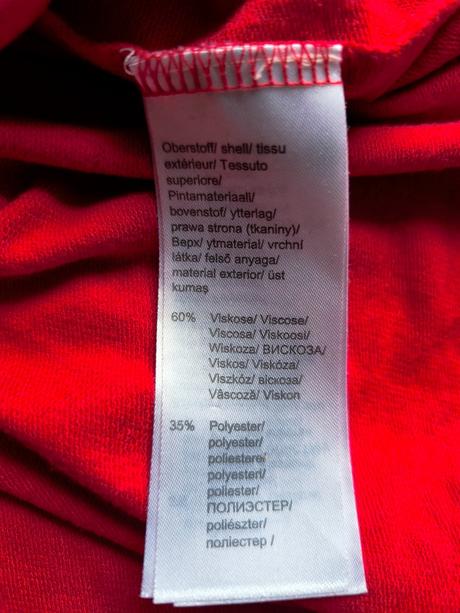 Oberstoff/ shell/ tissu
extérieur/ Tessuto
superiore/
Pintamateriaali/
bovenstof/ ytterlag/
prawa strona (tkaniny)/
Верх/ ytmaterial/ vrchní
látka/ felső anyaga/
material exterior/ üst
kumaş
60% Viskose/ Viscose/
Viscosa/ Viskoosi/
Wiskoza/ ВИСКОЗА/
Viskos/ Viskóza/
Viszkóz/ віскоза/
Vâscoză/ Viskon
35% Polyester/
polyester/
poliestere/
polyesteri/
poliester/
ПОЛИЭСТЕР/
poliészter/
поліестер /